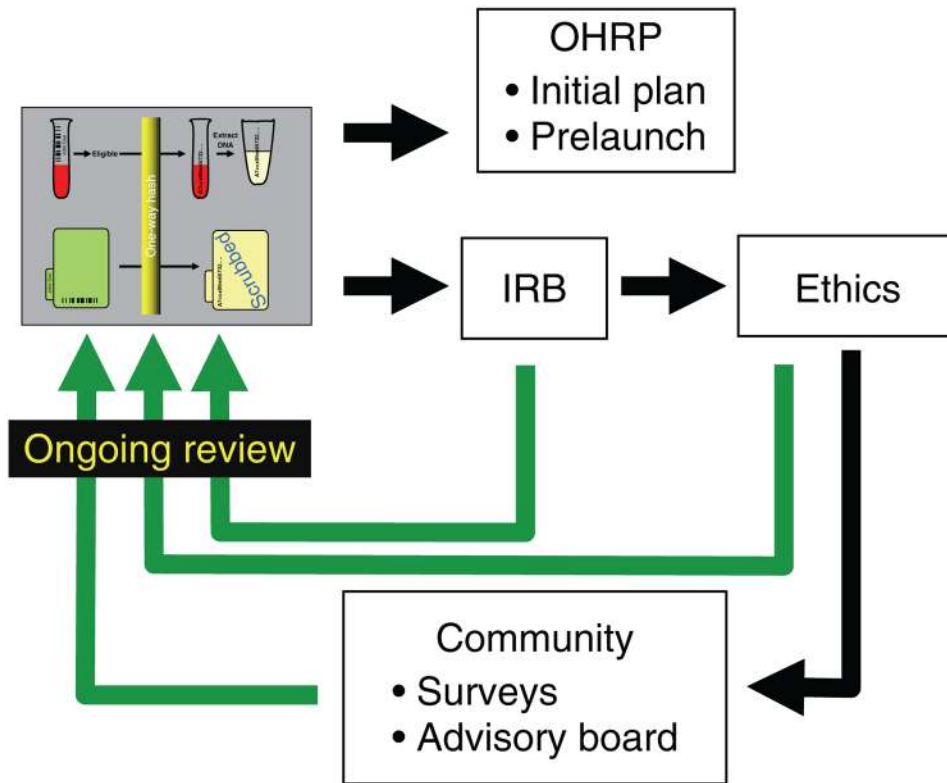 OHRP
• Initial plan
• Prelaunch
Eligible
Extract
DNA
One-way hash
Scrubbed
IRB
Ethics
Ongoing review
Community
• Surveys
• Advisory board